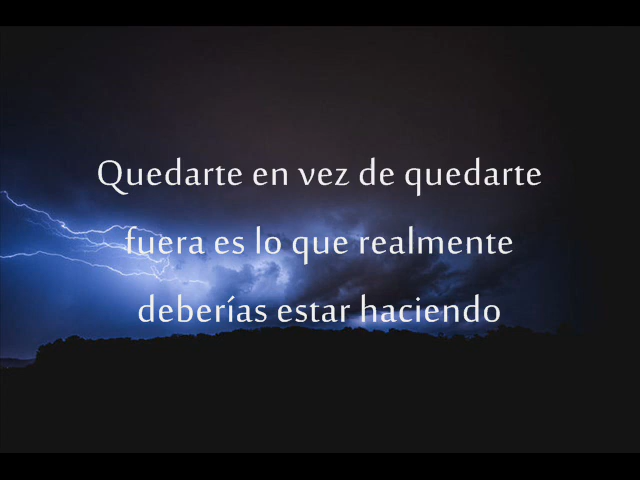 Quedarte en vez de quedarte
fuera es lo que realmente
deberías estar haciendo